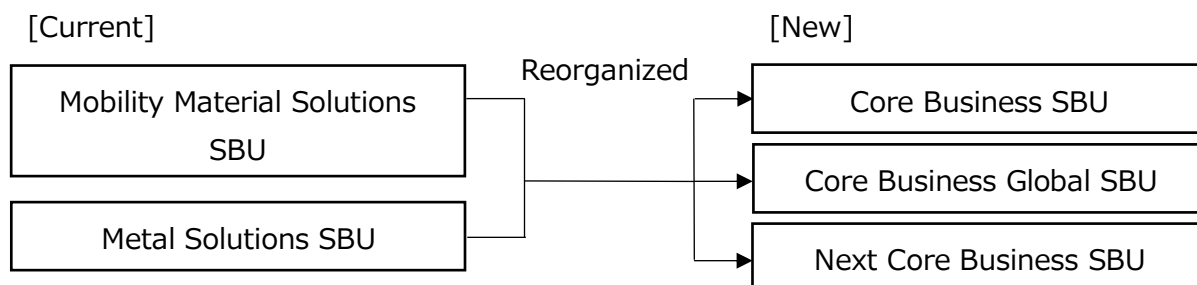 [Current]
[New]
Reorganized
Mobility Material Solutions
SBU
Metal Solutions SBU
Core Business SBU
Core Business Global SBU
Next Core Business SBU